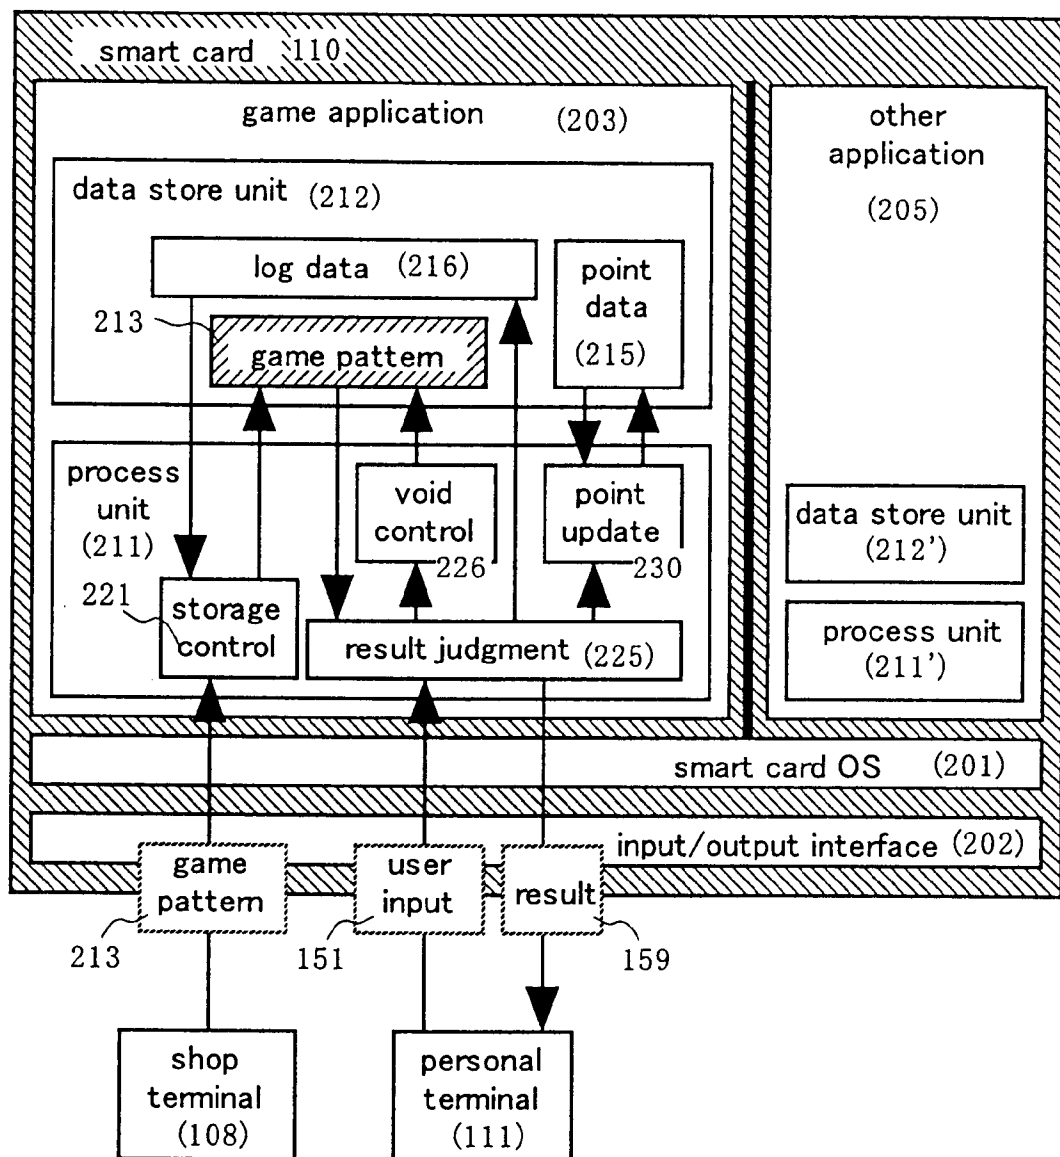 smart card 110
game application (203)
other
application
(205)
data store unit (212)
log data (216)
point
data
(215)
213
game pattern
process
unit
(211)
void
control
226
point
update
230
data store unit
(212')
221
storage
control
result judgment (225)
process unit
(211')
smart card OS (201)
input/output interface (202)
game
pattern
213
user
input
151
result
159
shop
terminal
(108)
personal
terminal
(111)